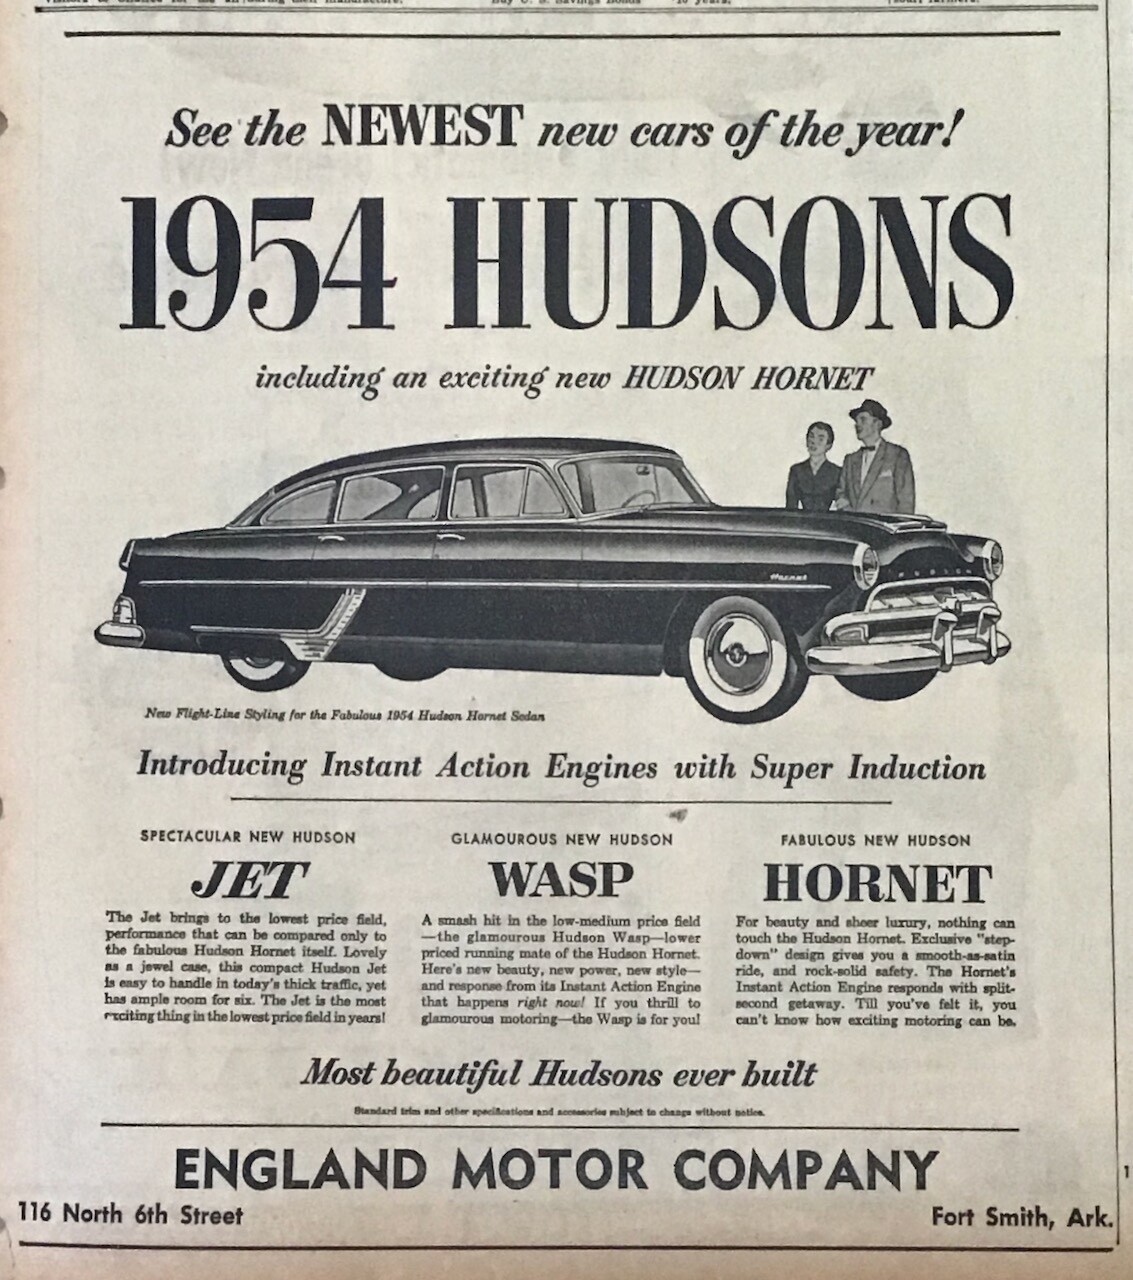 Buy U. S. Savings Bonds
See the NEWEST new cars of the year!
1954 HUDSONS
including an exciting new HUDSON HORNET
Hornet
HUDSON
New Flight-Line Styling for the Fabulous 1954 Hudson Hornet Sedan
Introducing Instant Action Engines with Super Induction
SPECTACULAR NEW HUDSON
JET
The Jet brings to the lowest price field,
performance that can be compared only to
the fabulous Hudson Hornet itself. Lovely
as a jewel case, this compact Hudson Jet
is easy to handle in today's thick traffic, yet
has ample room for six. The Jet is the most
exciting thing in the lowest price field in years!
GLAMOUROUS NEW HUDSON
WASP
A smash hit in the low-medium price field
—the glamourous Hudson Wasp—lower
priced running mate of the Hudson Hornet.
Here's new beauty, new power, new style—
and response from its Instant Action Engine
that happens right now! If you thrill to
glamourous motoring—the Wasp is for you!
FABULOUS NEW HUDSON
HORNET
For beauty and sheer luxury, nothing can
touch the Hudson Hornet. Exclusive "step-
down" design gives you a smooth-as-satin
ride, and rock-solid safety. The Hornet's
Instant Action Engine responds with split-
second getaway. Till you've felt it, you
can't know how exciting motoring can be.
Most beautiful Hudsons ever built
Standard trim and other specifications and accessories subject to change without notice.
ENGLAND MOTOR COMPANY
116 North 6th Street
Fort Smith, Ark.